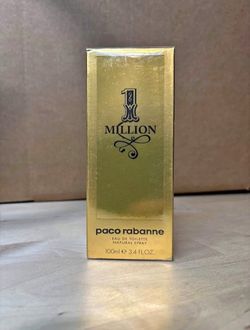 1
MILLION
paco rabanne
EAU DE TOILETTE
NATURAL SPRAY
100ml e 3.4 FL.OZ.